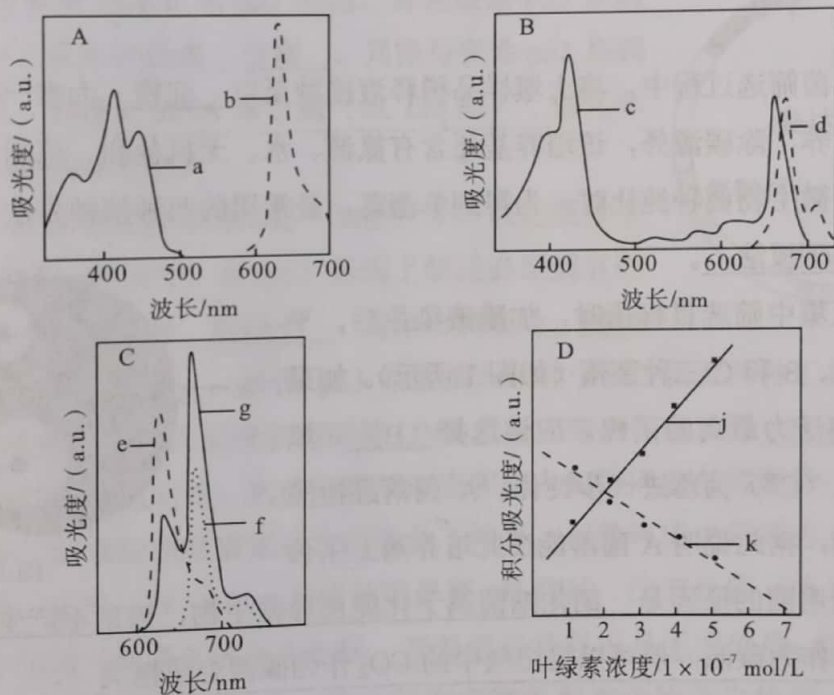 A
吸光度/（a.u.）
a
b
400 500 600 700
波长/nm
B
吸光度/（a.u.）
c
d
400 500 600 700
波长/nm
C
吸光度/（a.u.）
e
g
f
600 700
波长/nm
D
积分吸光度/（a.u.）
j
k
1 2 3 4 5 6 7
叶绿素浓度/1×10⁻⁷ mol/L